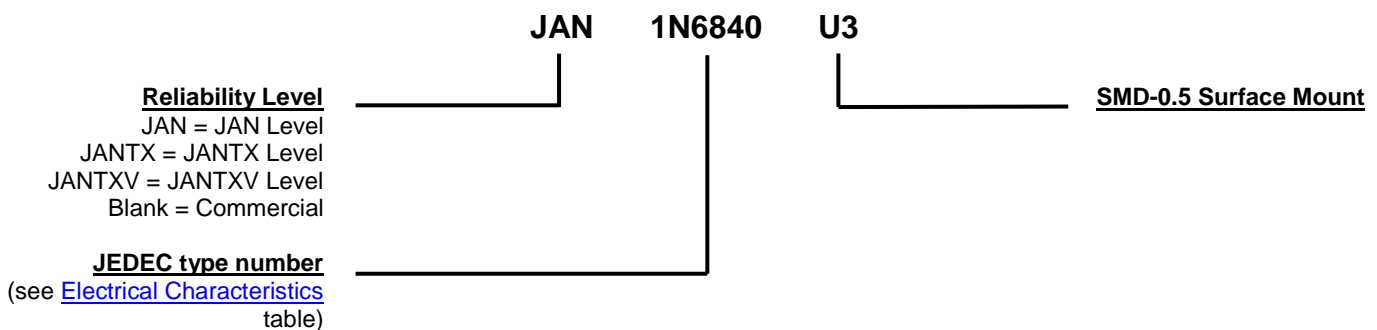 JAN 1N6840 U3
Reliability Level
JAN = JAN Level
JANTX = JANTX Level
JANTXV = JANTXV Level
Blank = Commercial
JEDEC type number
(see Electrical Characteristics
table)
SMD-0.5 Surface Mount